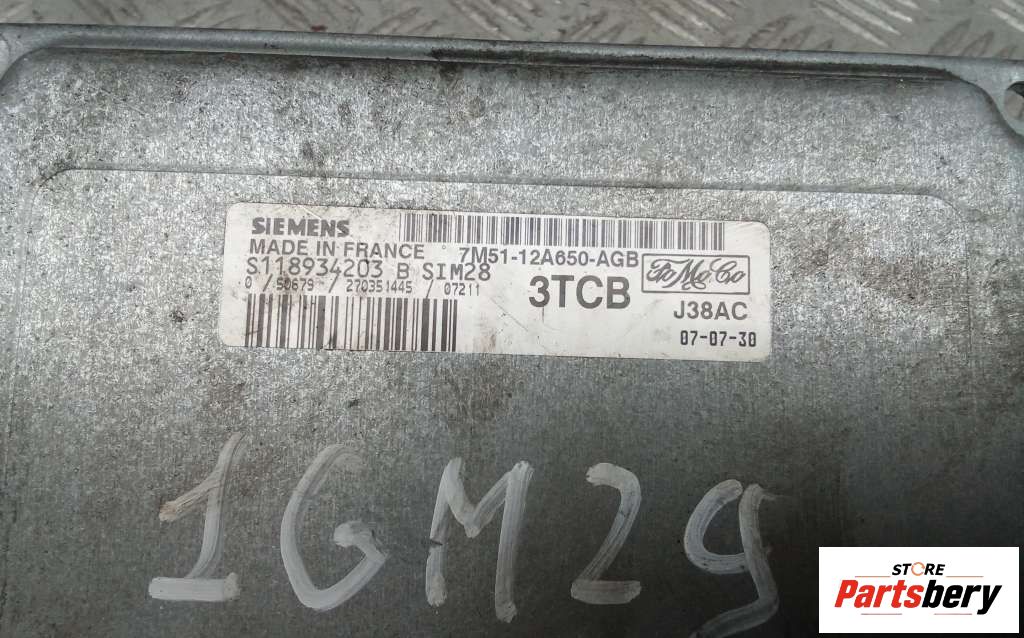 SIEMENS
MADE IN FRANCE 7M51-12A650-AGB
S118934203 B SIM28
0 / 50679 / 270351445 / 07211
3TCB
FoMoCo
J38AC
07-07-30
1GM29
STORE
Partsbery